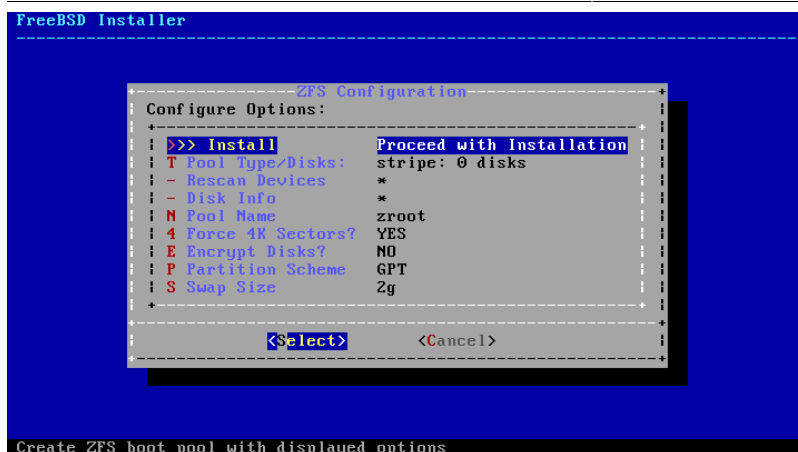 FreeBSD Installer
ZFS Configuration
Configure Options:
>>> Install Proceed with Installation
T Pool Type/Disks: stripe: 0 disks
- Rescan Devices *
- Disk Info *
N Pool Name zroot
4 Force 4K Sectors? YES
E Encrypt Disks? NO
P Partition Scheme GPT
S Swap Size 2g
<Select> <Cancel>
Create ZFS boot pool with displayed options